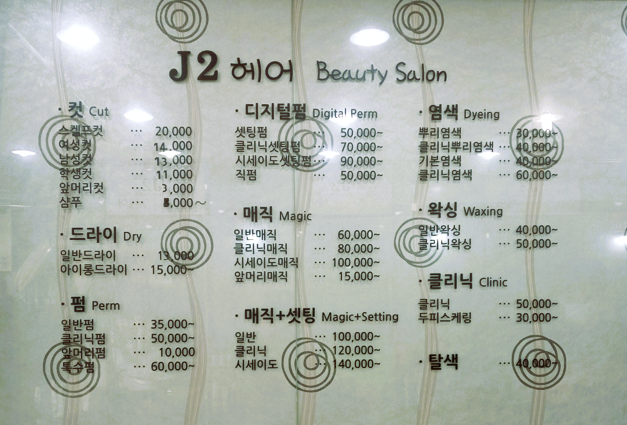 J2 헤어 Beauty Salon
· 컷 Cut
스켈프컷 ··· 20,000
여성컷 ··· 14,000
남성컷 ··· 13,000
학생컷 ··· 11,000
앞머리컷 ··· 3,000
샴푸 ··· 8,000~
· 드라이 Dry
일반드라이 ··· 13,000
아이롱드라이 ··· 15,000~
· 펌 Perm
일반펌 ··· 35,000~
클리닉펌 ··· 50,000~
앞머리펌 ··· 10,000
특수펌 ··· 60,000~
· 디지털펌 Digital Perm
셋팅펌 ··· 50,000~
클리닉셋팅펌 ··· 70,000~
시세이도셋팅펌 ··· 90,000~
직펌 ··· 50,000~
· 매직 Magic
일반매직 ··· 60,000~
클리닉매직 ··· 80,000~
시세이도매직 ··· 100,000~
앞머리매직 ··· 15,000~
· 매직+셋팅 Magic+Setting
일반 ··· 100,000~
클리닉 ··· 120,000~
시세이도 ··· 140,000~
· 염색 Dyeing
뿌리염색 ··· 30,000~
클리닉뿌리염색 ··· 40,000~
기본염색 ··· 40,000~
클리닉염색 ··· 60,000~
· 왁싱 Waxing
일반왁싱 ··· 40,000~
클리닉왁싱 ··· 50,000~
· 클리닉 Clinic
클리닉 ··· 50,000~
두피스케링 ··· 30,000~
· 탈색 ··· 40,000~